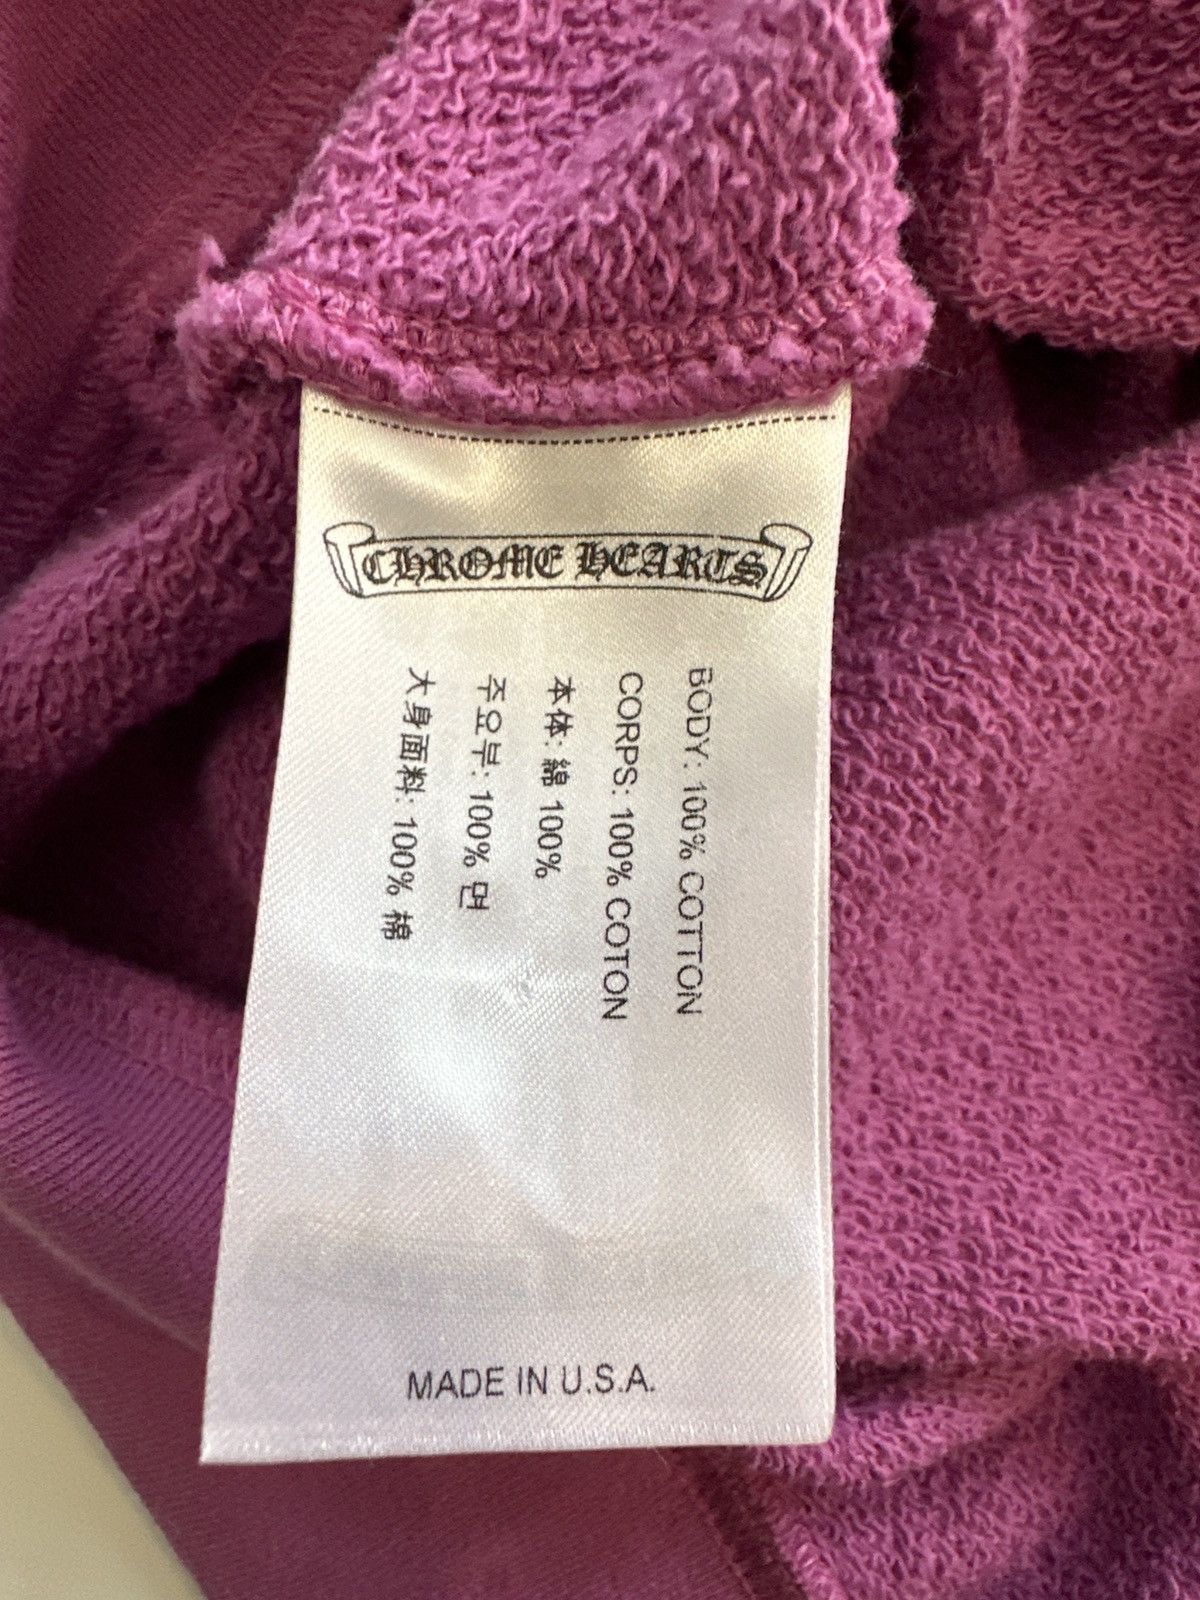 CHROME HEARTS
BODY: 100% COTTON
CORPS: 100% COTON
本体: 綿 100%
주요부: 100% 면
大身面料: 100% 棉
MADE IN U.S.A.